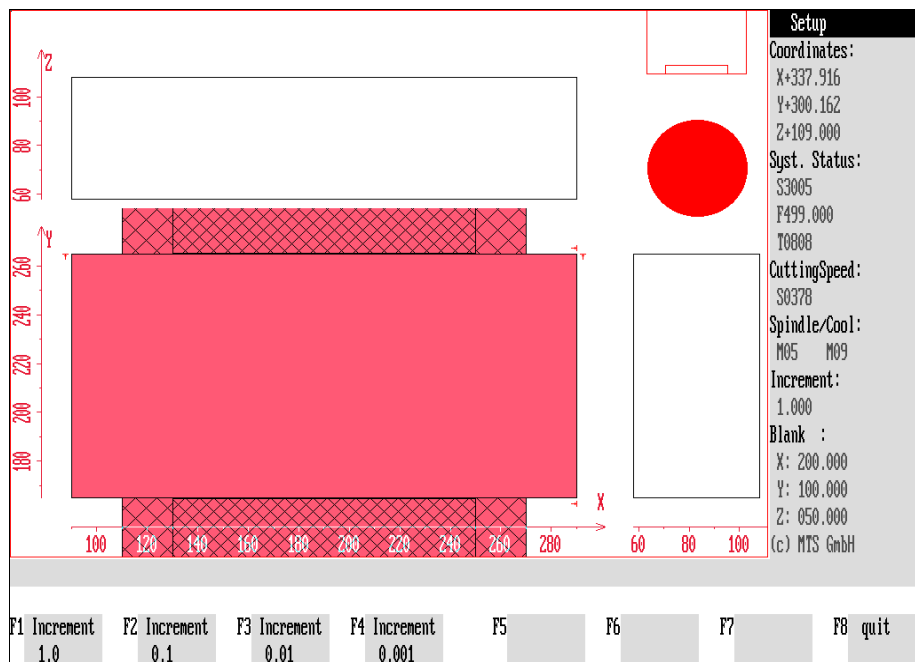 Setup
Coordinates:
X+337.916
Y+300.162
Z+109.000
Syst. Status:
S3005
F499.000
T0808
CuttingSpeed:
S0378
Spindle/Cool:
M05 M09
Increment:
1.000
Blank :
X: 200.000
Y: 100.000
Z: 050.000
(c) MTS GmbH
Z
100
80
60
Y
260
240
220
200
180
X
100 120 140 160 180 200 220 240 260 280
60 80 100
F1 Increment 1.0
F2 Increment 0.1
F3 Increment 0.01
F4 Increment 0.001
F5
F6
F7
F8 quit